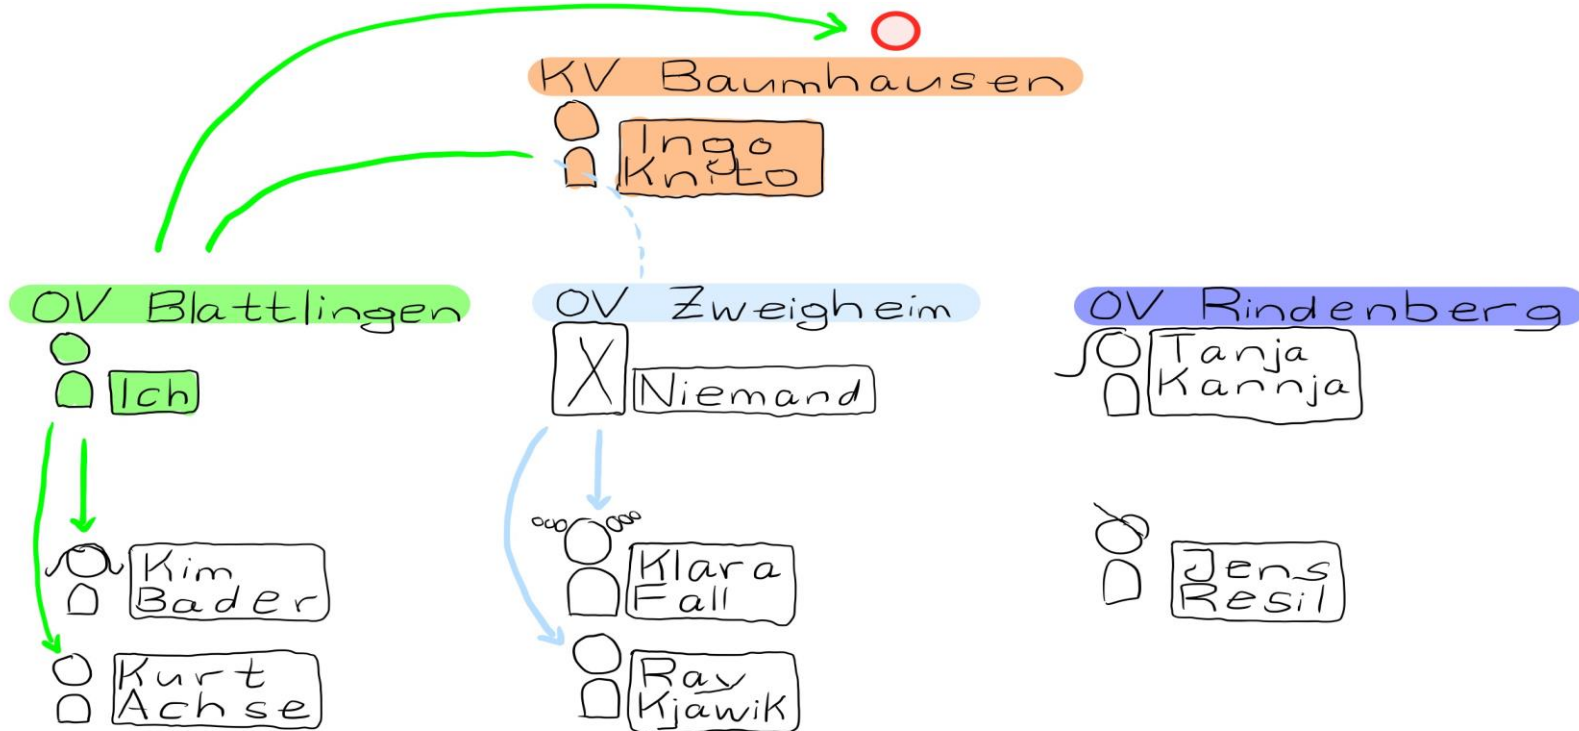 KV Baumhausen
Ingo
Knito
OV Blattlingen
Ich
Kim
Bader
Kurt
Achse
OV Zweigheim
X
Niemand
Klara
Fall
Ray
Kjawik
OV Rindenberg
Tanja
Kannja
Jens
Resil